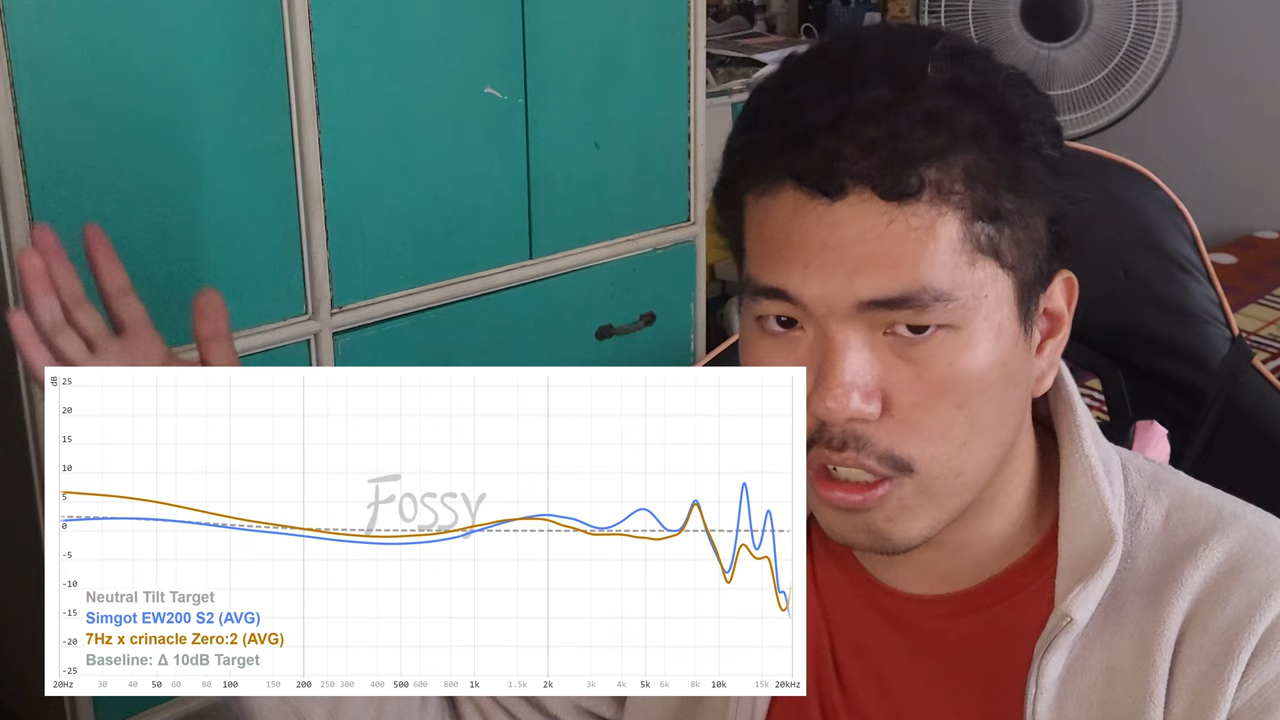 dB
25
20
15
10
5
0
-5
-10
-15
-20
-25
Fossy
Neutral Tilt Target
Simgot EW200 S2 (AVG)
7Hz x crinacle Zero:2 (AVG)
Baseline: Δ 10dB Target
20Hz 30 40 50 60 80 100 150 200 250 300 400 500 600 800 1k 1.5k 2k 3k 4k 5k 6k 8k 10k 15k 20kHz